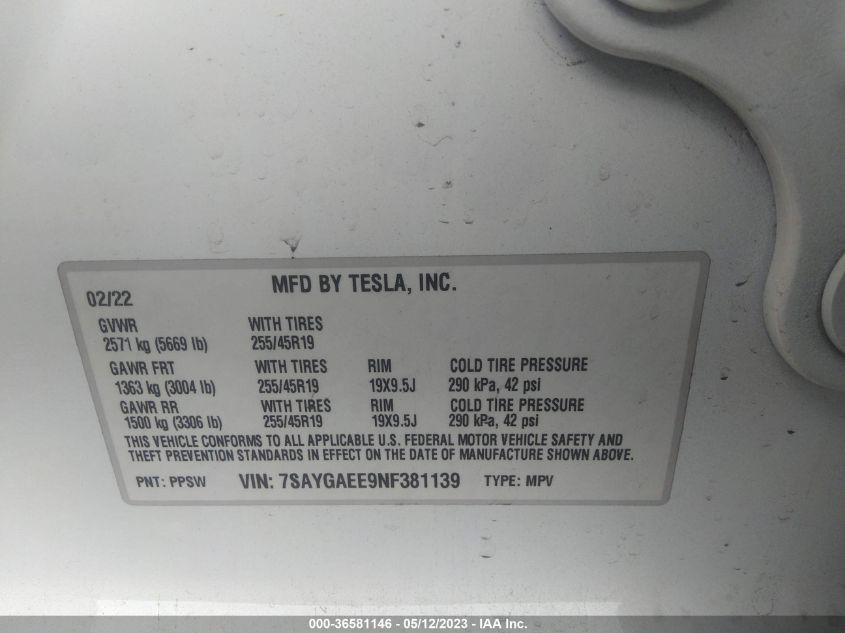 MFD BY TESLA, INC.
02/22
GVWR WITH TIRES
2571 kg (5669 lb) 255/45R19
GAWR FRT WITH TIRES RIM COLD TIRE PRESSURE
1363 kg (3004 lb) 255/45R19 19X9.5J 290 kPa, 42 psi
GAWR RR WITH TIRES RIM COLD TIRE PRESSURE
1500 kg (3306 lb) 255/45R19 19X9.5J 290 kPa, 42 psi
THIS VEHICLE CONFORMS TO ALL APPLICABLE U.S. FEDERAL MOTOR VEHICLE SAFETY AND
THEFT PREVENTION STANDARDS IN EFFECT ON THE DATE OF MANUFACTURE SHOWN ABOVE.
PNT: PPSW VIN: 7SAYGAEE9NF381139 TYPE: MPV
000-36581146 - 05/12/2023 - IAA Inc.